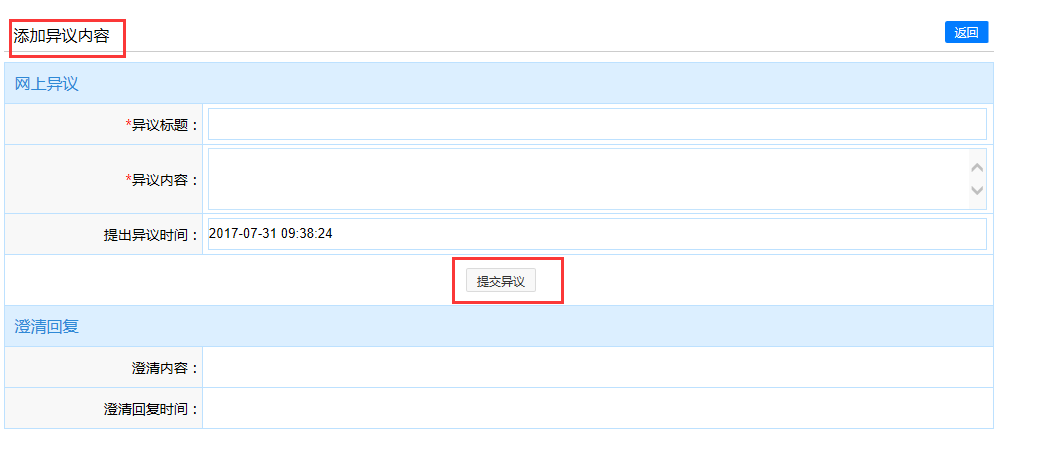 添加异议内容
返回
网上异议
*异议标题：
*异议内容：
提出异议时间：
2017-07-31 09:38:24
提交异议
澄清回复
澄清内容：
澄清回复时间：